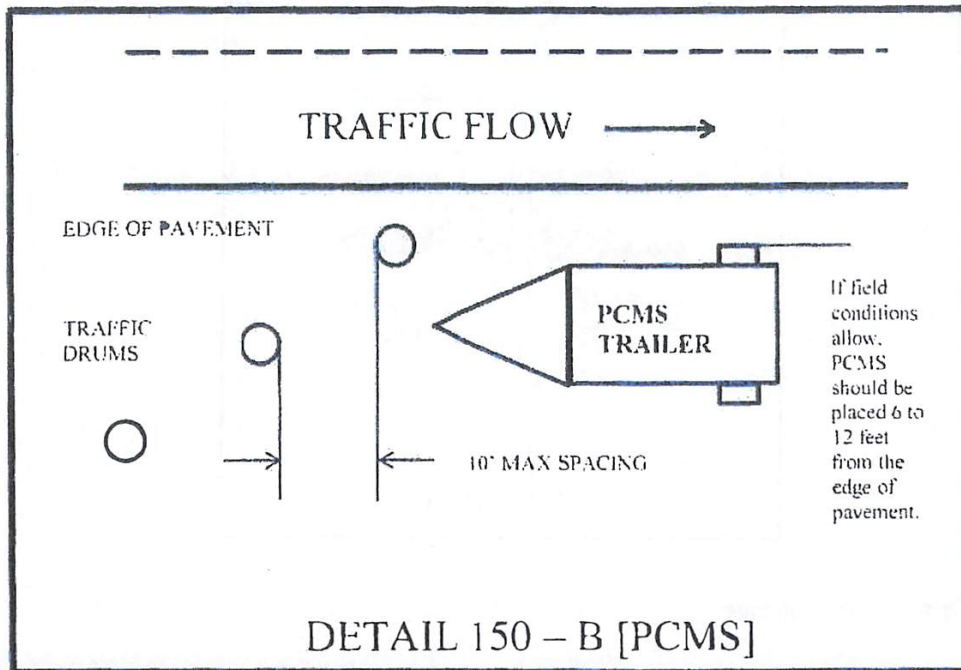 TRAFFIC FLOW
EDGE OF PAVEMENT
TRAFFIC
DRUMS
PCMS
TRAILER
If field
conditions
allow.
PCMS
should be
placed 6 to
12 feet
from the
edge of
pavement.
10' MAX SPACING
DETAIL 150 – B [PCMS]